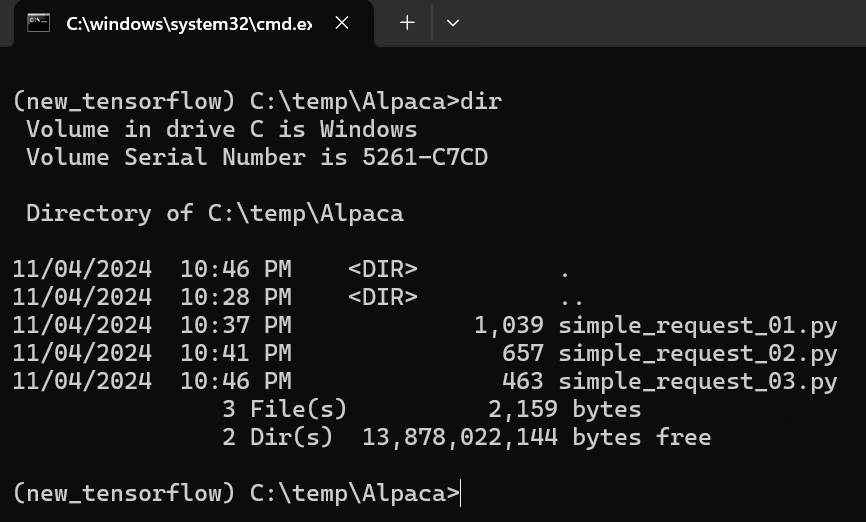 C:\windows\system32\cmd.ex
(new_tensorflow) C:\temp\Alpaca>dir
 Volume in drive C is Windows
 Volume Serial Number is 5261-C7CD
 Directory of C:\temp\Alpaca
11/04/2024  10:46 PM    <DIR>          .
11/04/2024  10:28 PM    <DIR>          ..
11/04/2024  10:37 PM             1,039 simple_request_01.py
11/04/2024  10:41 PM               657 simple_request_02.py
11/04/2024  10:46 PM               463 simple_request_03.py
               3 File(s)          2,159 bytes
               2 Dir(s)  13,878,022,144 bytes free
(new_tensorflow) C:\temp\Alpaca>